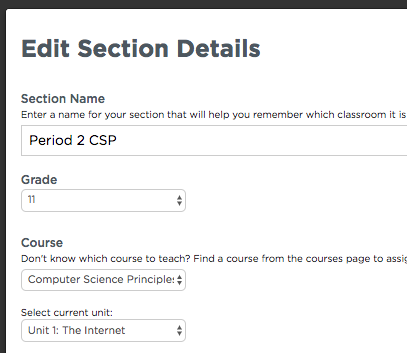 Edit Section Details
Section Name
Enter a name for your section that will help you remember which classroom it is
Period 2 CSP
Grade
11
Course
Don't know which course to teach? Find a course from the courses page to
Computer Science Principles
Select current unit:
Unit 1: The Internet